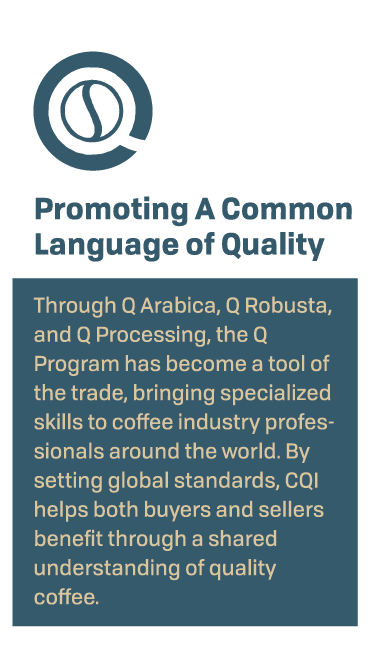 Promoting A Common
Language of Quality
Through Q Arabica, Q Robusta,
and Q Processing, the Q
Program has become a tool of
the trade, bringing specialized
skills to coffee industry profes-
sionals around the world. By
setting global standards, CQI
helps both buyers and sellers
benefit through a shared
understanding of quality
coffee.